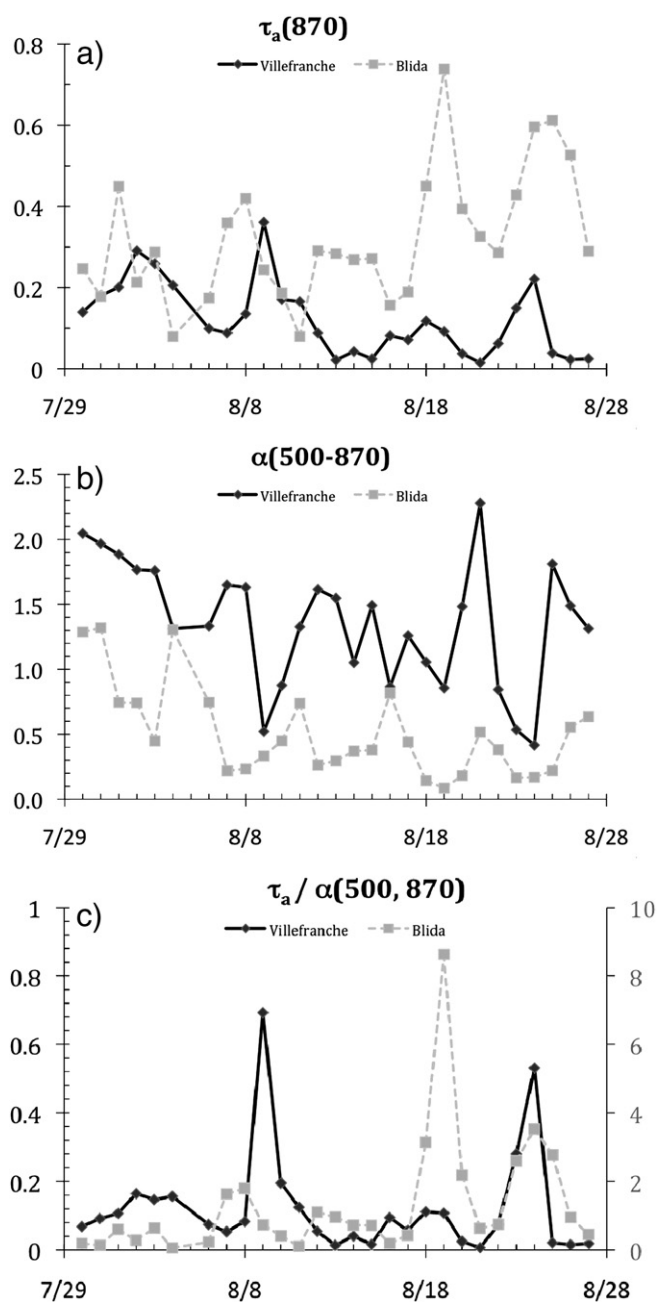 τa(870)
a)
Villefranche Blida
0.8
0.6
0.4
0.2
0
7/29 8/8 8/18 8/28
α(500-870)
b)
Villefranche Blida
2.5
2.0
1.5
1.0
0.5
0.0
7/29 8/8 8/18 8/28
τa / α(500, 870)
c)
Villefranche Blida
1 10
0.8 8
0.6 6
0.4 4
0.2 2
0 0
7/29 8/8 8/18 8/28